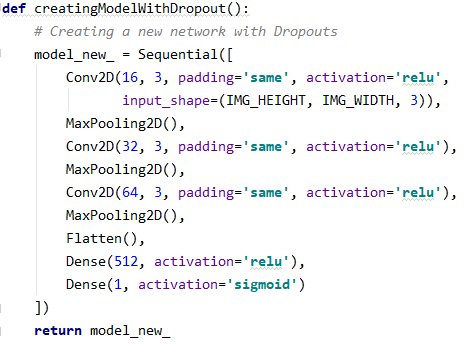 def creatingModelWithDropout():
    # Creating a new network with Dropouts
    model_new_ = Sequential([
        Conv2D(16, 3, padding='same', activation='relu',
               input_shape=(IMG_HEIGHT, IMG_WIDTH, 3)),
        MaxPooling2D(),
        Conv2D(32, 3, padding='same', activation='relu'),
        MaxPooling2D(),
        Conv2D(64, 3, padding='same', activation='relu'),
        MaxPooling2D(),
        Flatten(),
        Dense(512, activation='relu'),
        Dense(1, activation='sigmoid')
    ])
    return model_new_